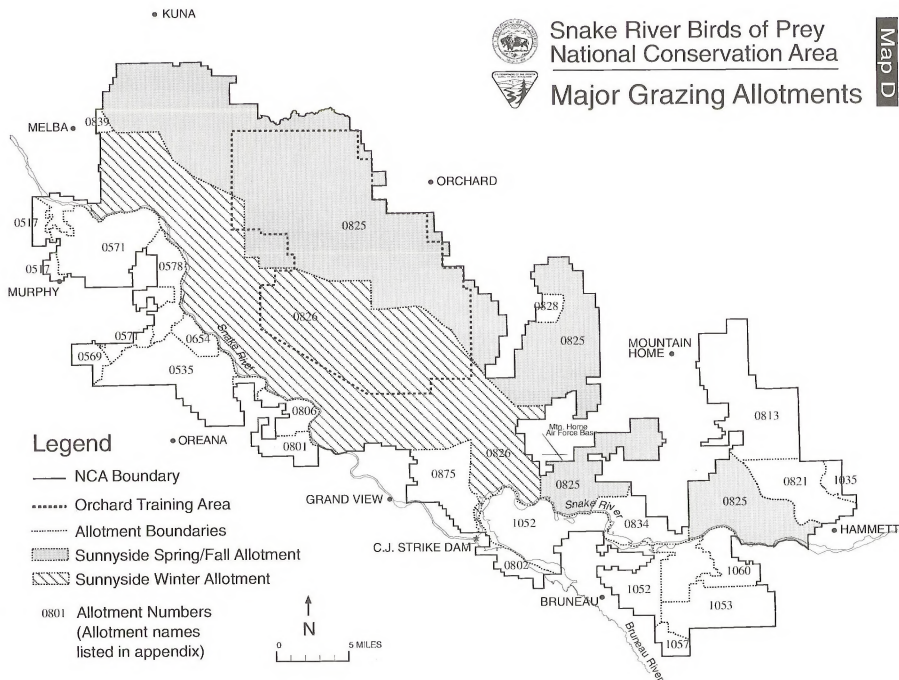 KUNA
Snake River Birds of Prey
National Conservation Area
Major Grazing Allotments
Map D
MELBA
0839
ORCHARD
0517
0571
0825
0578
0517
MURPHY
0826
0828
0825
Snake River
0571
0654
0569
0535
MOUNTAIN
HOME
0806
0813
Mtn. Home
Air Force Base
OREANA
0801
0826
0875
0825
0821
1035
0825
GRAND VIEW
Snake River
1052
0834
HAMMETT
C.J. STRIKE DAM
0802
1060
1052
BRUNEAU
1053
1057
Bruneau River
Legend
NCA Boundary
Orchard Training Area
Allotment Boundaries
Sunnyside Spring/Fall Allotment
Sunnyside Winter Allotment
0801 Allotment Numbers
(Allotment names
listed in appendix)
N
0 5 MILES